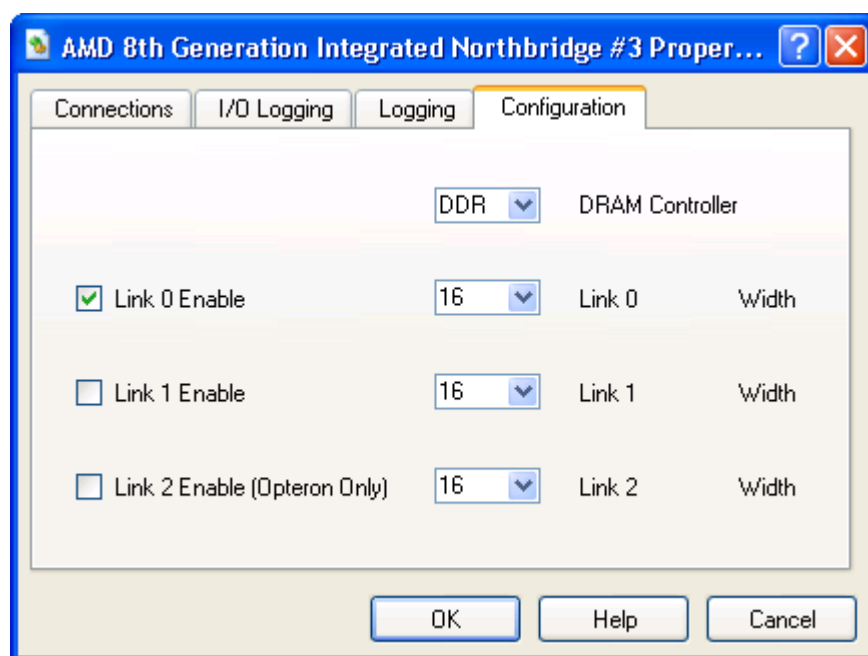 AMD 8th Generation Integrated Northbridge #3 Proper... ?
Connections I/O Logging Logging Configuration
DDR DRAM Controller
Link 0 Enable 16 Link 0 Width
Link 1 Enable 16 Link 1 Width
Link 2 Enable (Opteron Only) 16 Link 2 Width
OK Help Cancel